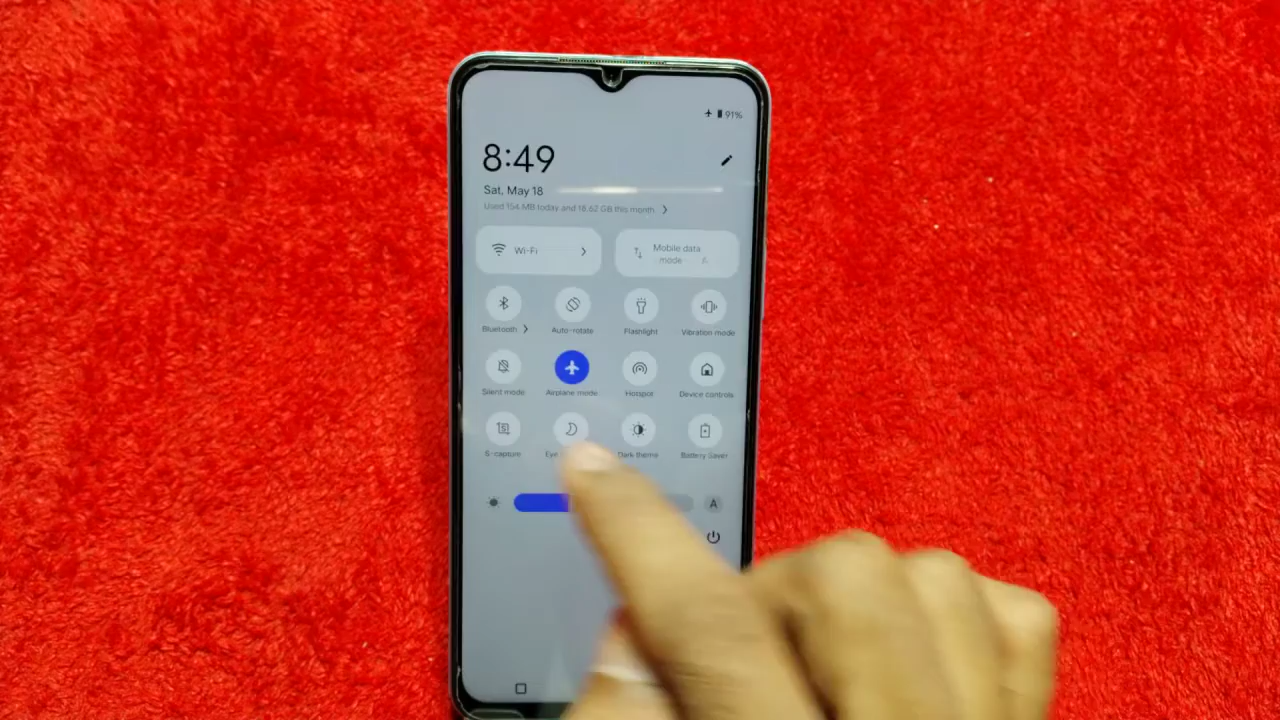 91%
8:49
Sat, May 18
Used 154 MB today and 18.62 GB this month
Wi-Fi
Mobile data
mode
Bluetooth
Auto-rotate
Flashlight
Vibration mode
Silent mode
Airplane mode
Hotspot
Device controls
S-capture
Eye
Dark theme
Battery Saver
A